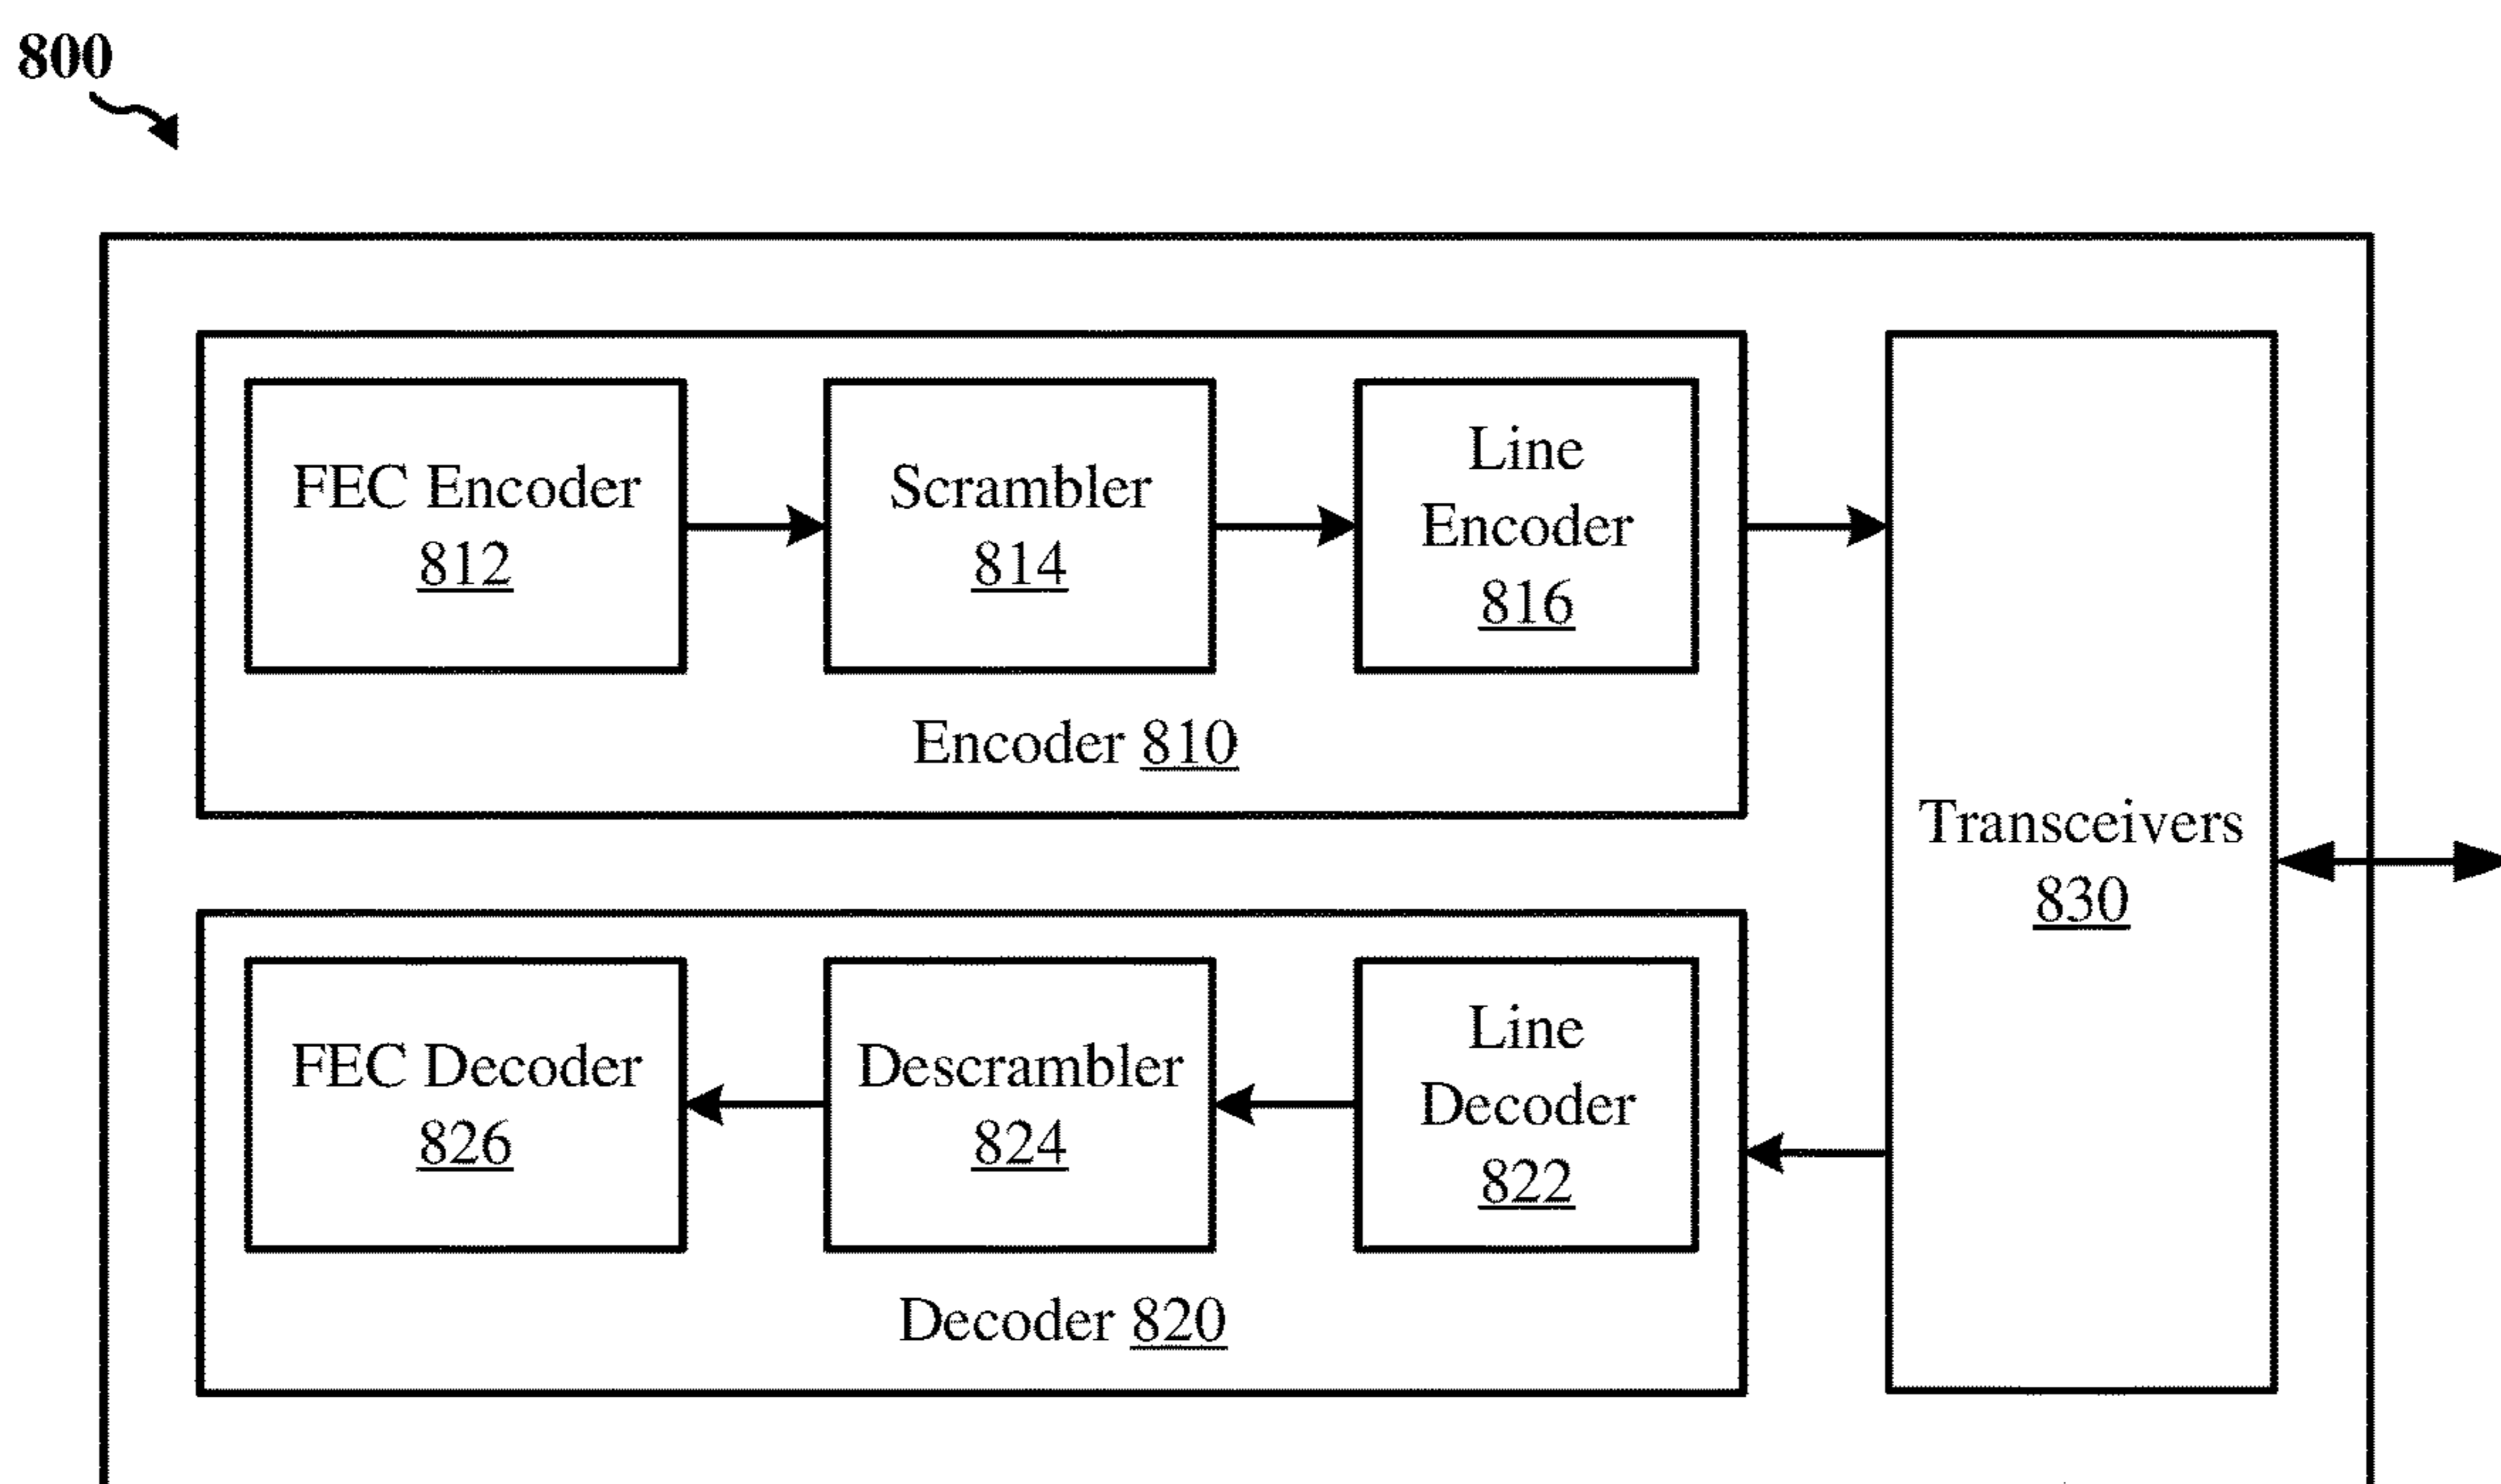 800
FEC Encoder
812
Scrambler
814
Line
Encoder
816
Encoder 810
Transceivers
830
FEC Decoder
826
Descrambler
824
Line
Decoder
822
Decoder 820